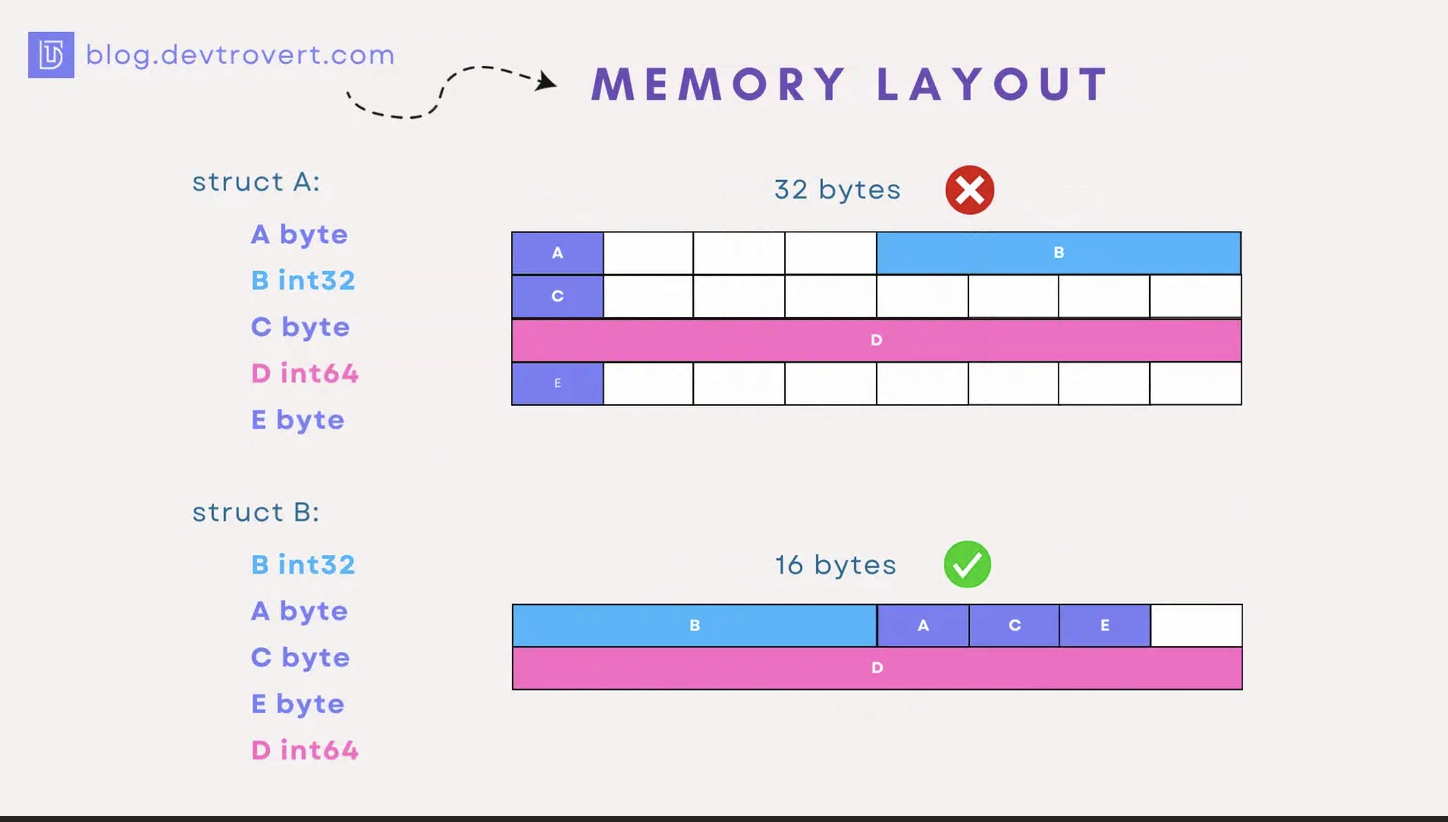 blog.devtrovert.com
MEMORY LAYOUT
struct A:
32 bytes
A byte
B int32
C byte
D int64
E byte
A
B
C
D
E
struct B:
16 bytes
B int32
A byte
C byte
E byte
D int64
B A C E
D